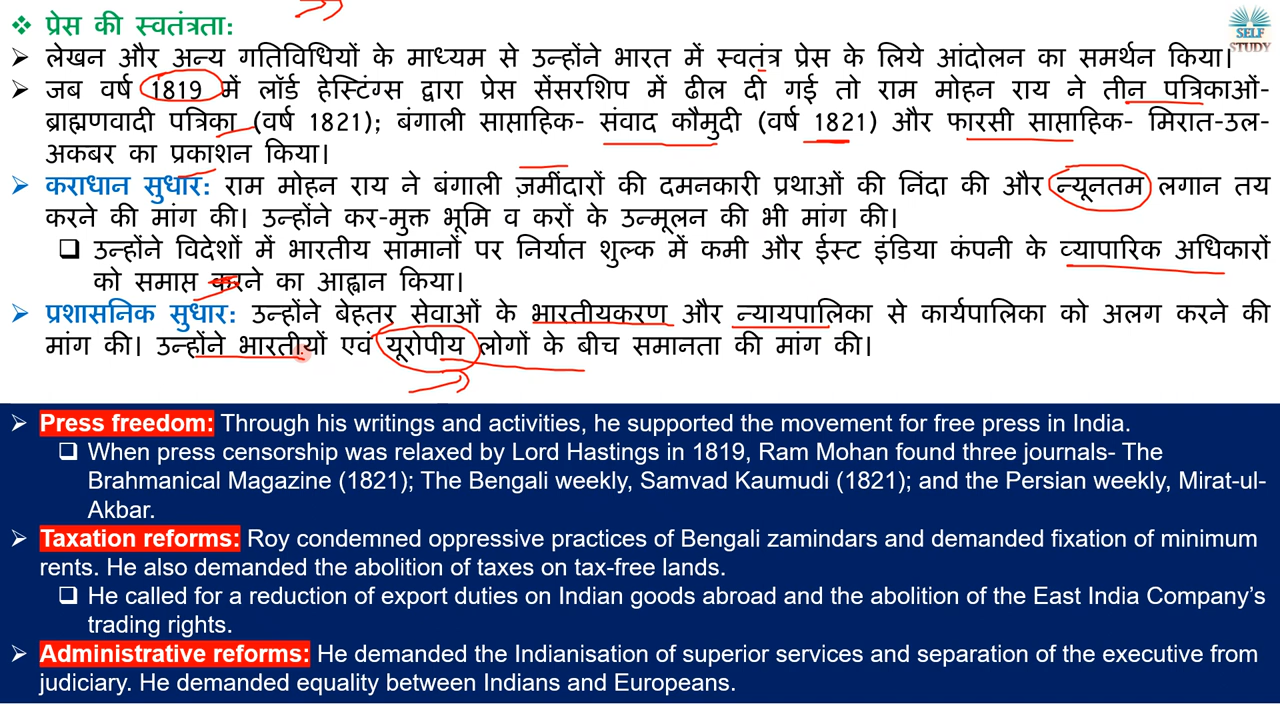 ❖ प्रेस की स्वतंत्रता:
SELF
STUDY
➤ लेखन और अन्य गतिविधियों के माध्यम से उन्होंने भारत में स्वतंत्र प्रेस के लिये आंदोलन का समर्थन किया।
➤ जब वर्ष 1819 में लॉर्ड हेस्टिंग्स द्वारा प्रेस सेंसरशिप में ढील दी गई तो राम मोहन राय ने तीन पत्रिकाओं-
ब्राह्मणवादी पत्रिका (वर्ष 1821); बंगाली साप्ताहिक- संवाद कौमुदी (वर्ष 1821) और फारसी साप्ताहिक- मिरात-उल-
अकबर का प्रकाशन किया।
➤ कराधान सुधार: राम मोहन राय ने बंगाली ज़मींदारों की दमनकारी प्रथाओं की निंदा की और न्यूनतम लगान तय
करने की मांग की। उन्होंने कर-मुक्त भूमि व करों के उन्मूलन की भी मांग की।
❑ उन्होंने विदेशों में भारतीय सामानों पर निर्यात शुल्क में कमी और ईस्ट इंडिया कंपनी के व्यापारिक अधिकारों
को समाप्त करने का आह्वान किया।
➤ प्रशासनिक सुधार: उन्होंने बेहतर सेवाओं के भारतीयकरण और न्यायपालिका से कार्यपालिका को अलग करने की
मांग की। उन्होंने भारतीयों एवं यूरोपीय लोगों के बीच समानता की मांग की।
➤ Press freedom: Through his writings and activities, he supported the movement for free press in India.
❑ When press censorship was relaxed by Lord Hastings in 1819, Ram Mohan found three journals- The
Brahmanical Magazine (1821); The Bengali weekly, Samvad Kaumudi (1821); and the Persian weekly, Mirat-ul-
Akbar.
➤ Taxation reforms: Roy condemned oppressive practices of Bengali zamindars and demanded fixation of minimum
rents. He also demanded the abolition of taxes on tax-free lands.
❑ He called for a reduction of export duties on Indian goods abroad and the abolition of the East India Company's
trading rights.
➤ Administrative reforms: He demanded the Indianisation of superior services and separation of the executive from
judiciary. He demanded equality between Indians and Europeans.